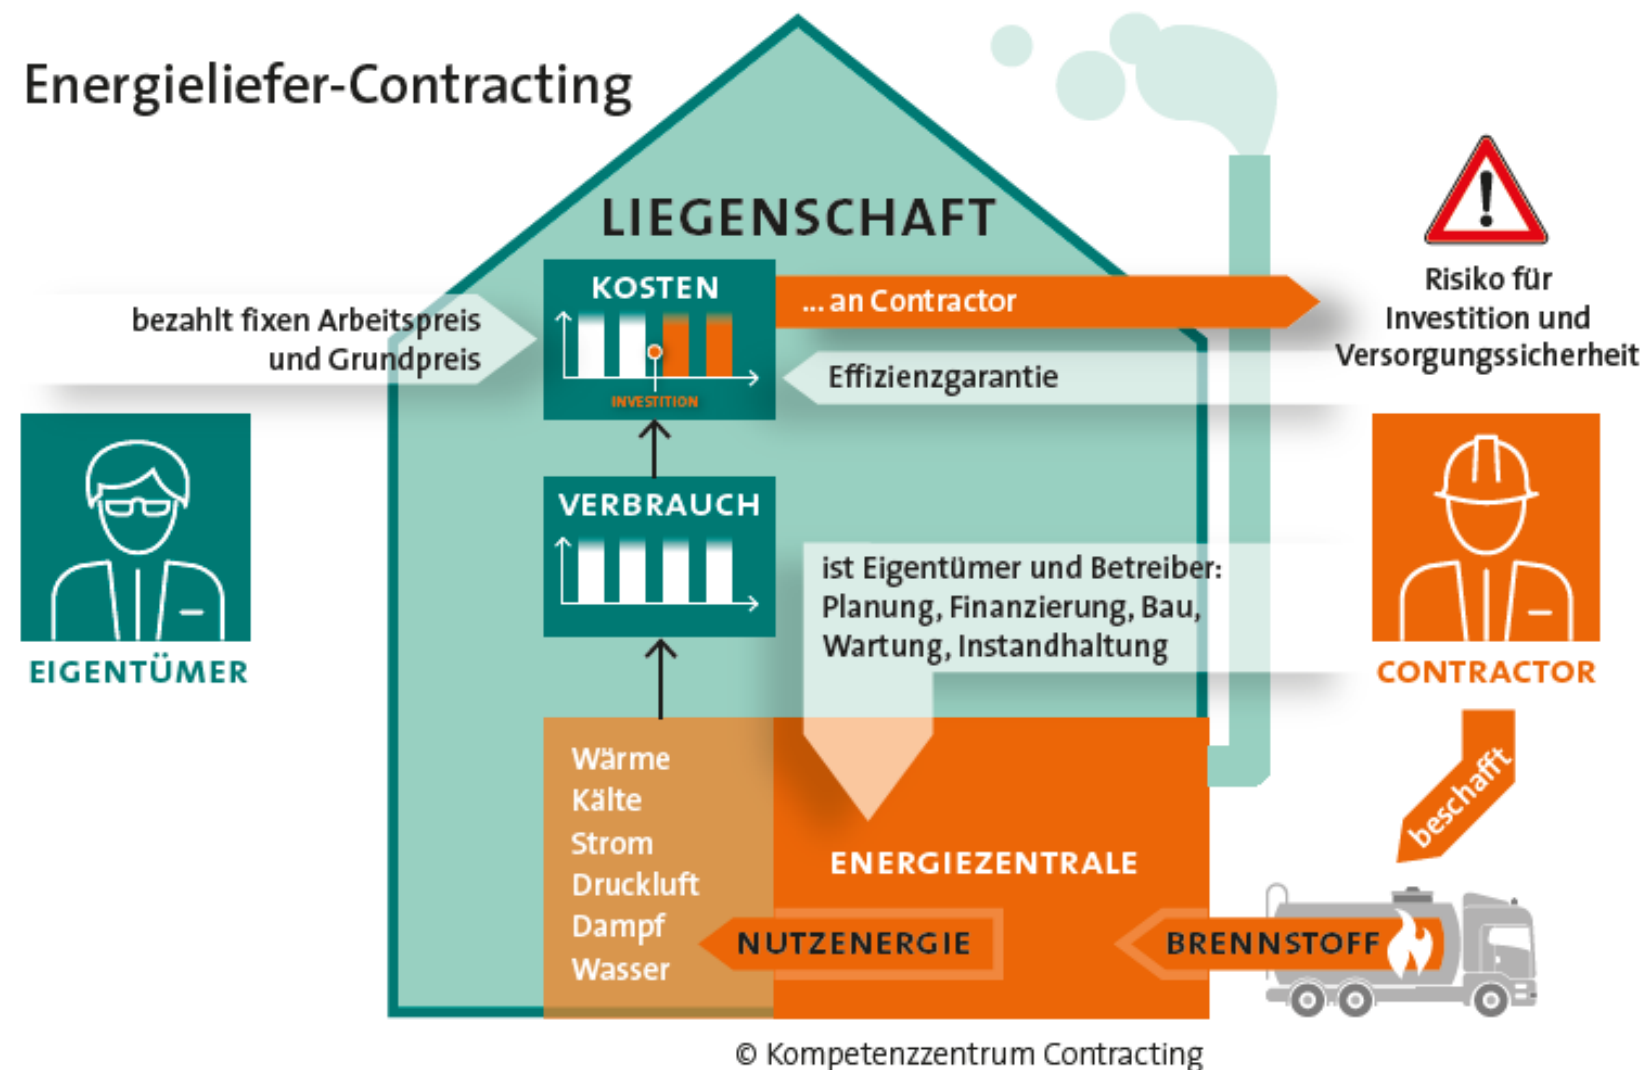 Energieliefer-Contracting
LIEGENSCHAFT
bezahlt fixen Arbeitspreis
und Grundpreis
KOSTEN
INVESTITION
... an Contractor
Effizienzgarantie
Risiko für
Investition und
Versorgungssicherheit
EIGENTÜMER
VERBRAUCH
ist Eigentümer und Betreiber:
Planung, Finanzierung, Bau,
Wartung, Instandhaltung
CONTRACTOR
beschafft
Wärme
Kälte
Strom
Druckluft
Dampf
Wasser
ENERGIEZENTRALE
NUTZENERGIE
BRENNSTOFF
© Kompetenzzentrum Contracting